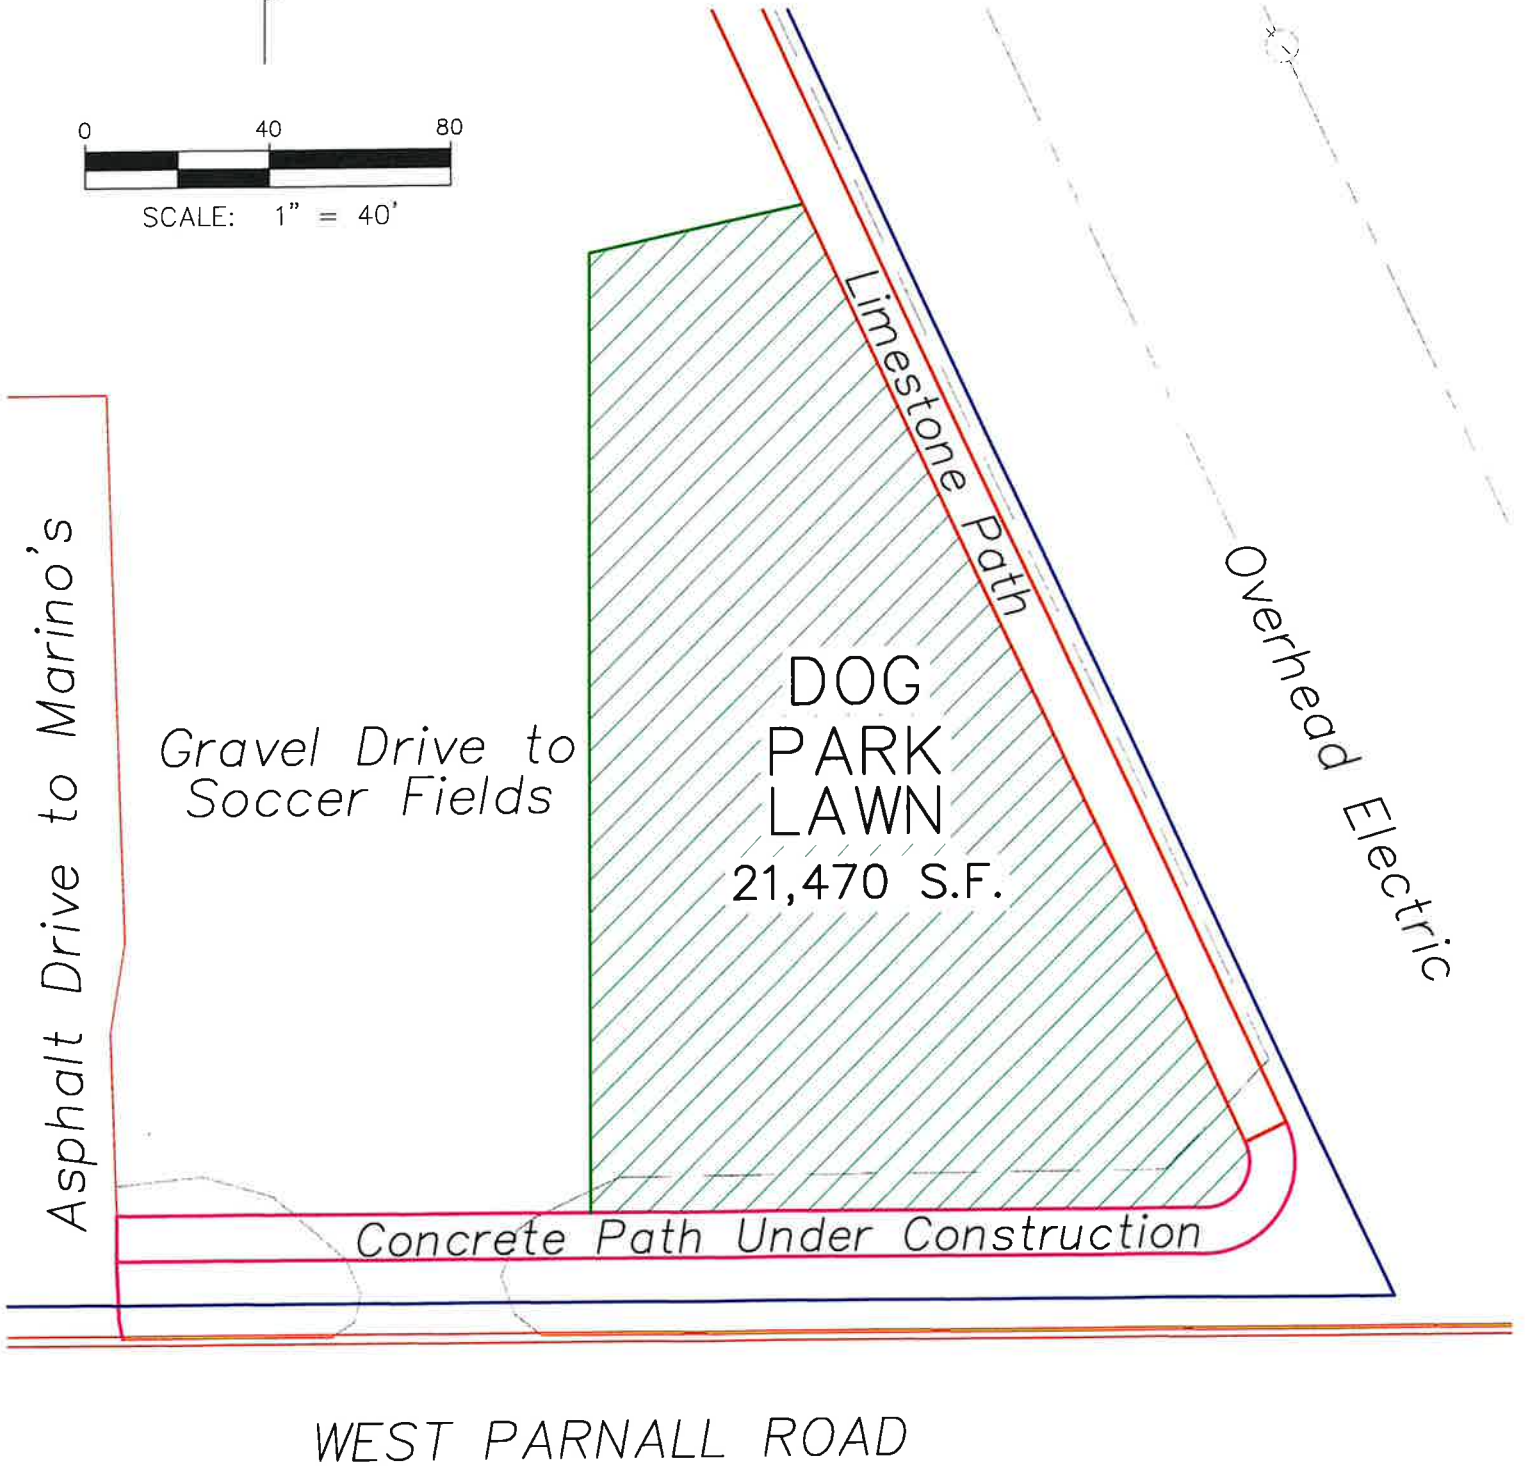 0 40 80
SCALE: 1" = 40'
Limestone Path
Asphalt Drive to Marino's
Gravel Drive to
Soccer Fields
DOG
PARK
LAWN
21,470 S.F.
Overhead Electric
Concrete Path Under Construction
WEST PARNALL ROAD